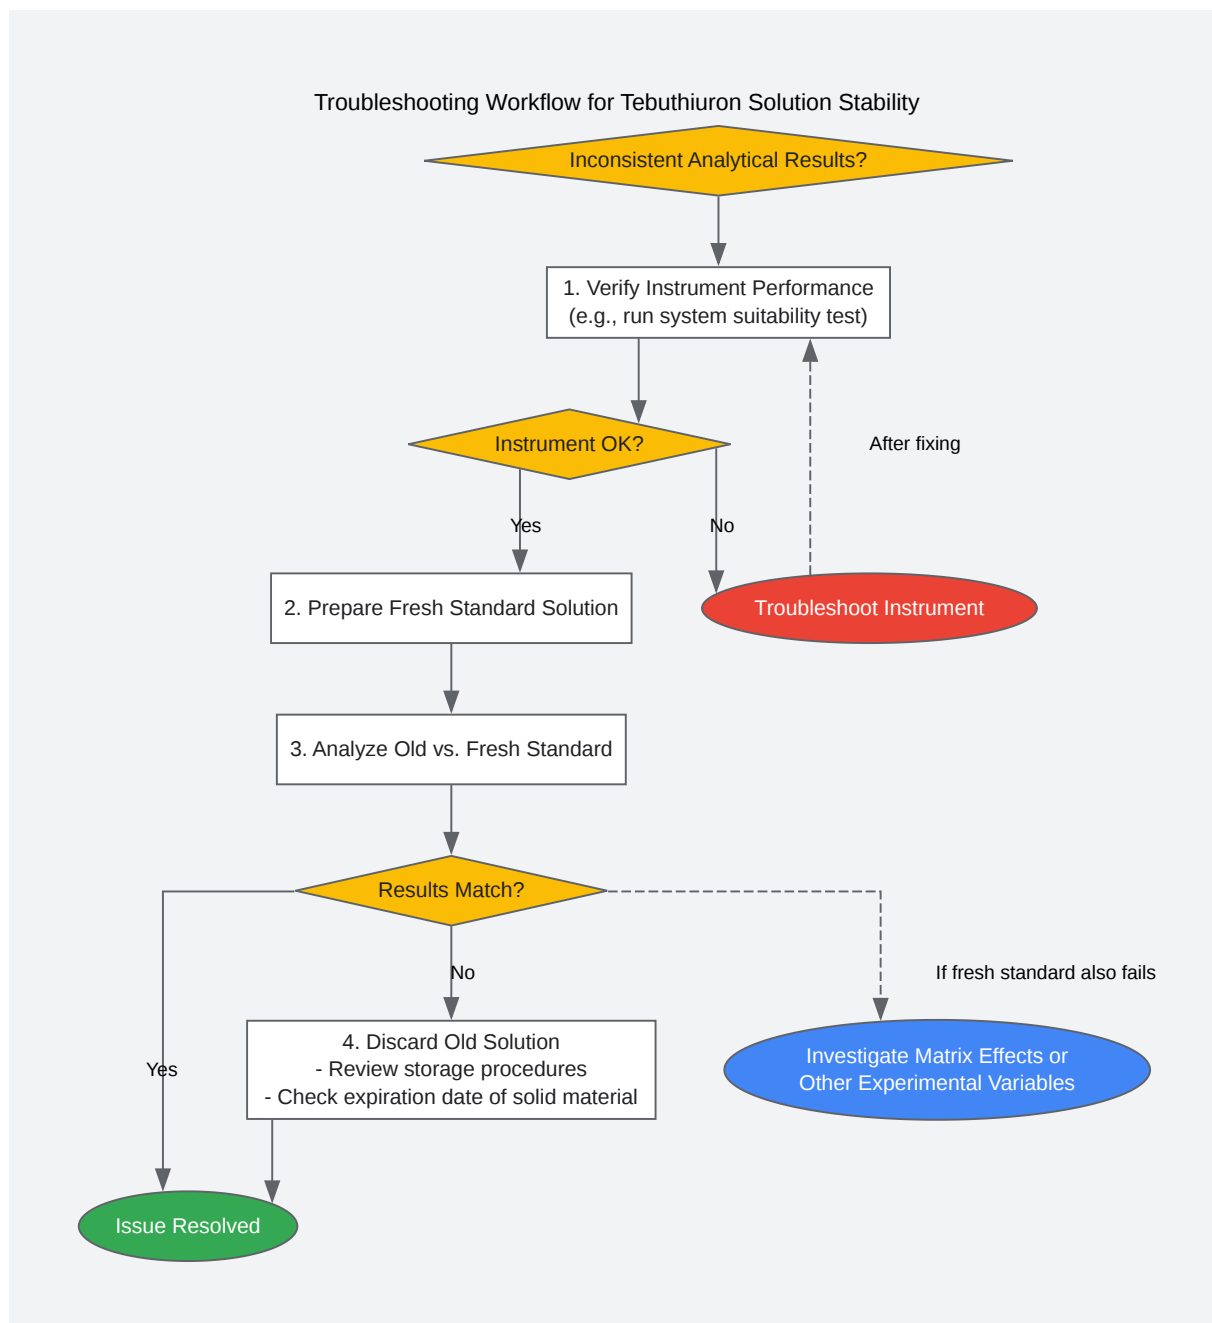 Troubleshooting Workflow for Tebuthiuron Solution Stability
Inconsistent Analytical Results?
1. Verify Instrument Performance
(e.g., run system suitability test)
Instrument OK?
After fixing
Yes
No
2. Prepare Fresh Standard Solution
Troubleshoot Instrument
3. Analyze Old vs. Fresh Standard
Results Match?
No
If fresh standard also fails
4. Discard Old Solution
- Review storage procedures
- Check expiration date of solid material
Investigate Matrix Effects or
Other Experimental Variables
Yes
Issue Resolved